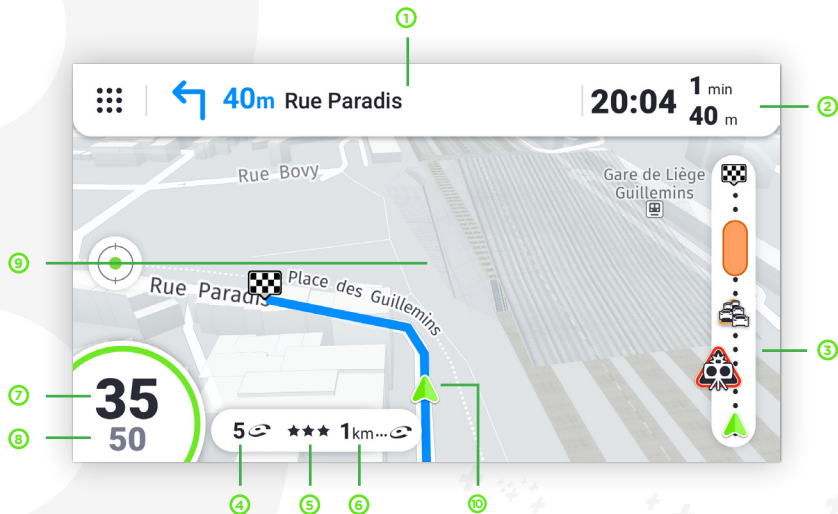 1
40m Rue Paradis
20:04
1 min
40 m
2
Rue Bovy
Gare de Liège
Guillemins
9
Rue Paradis
Place des Guillemins
3
7
35
8
50
5
1km...
4
5
6
10